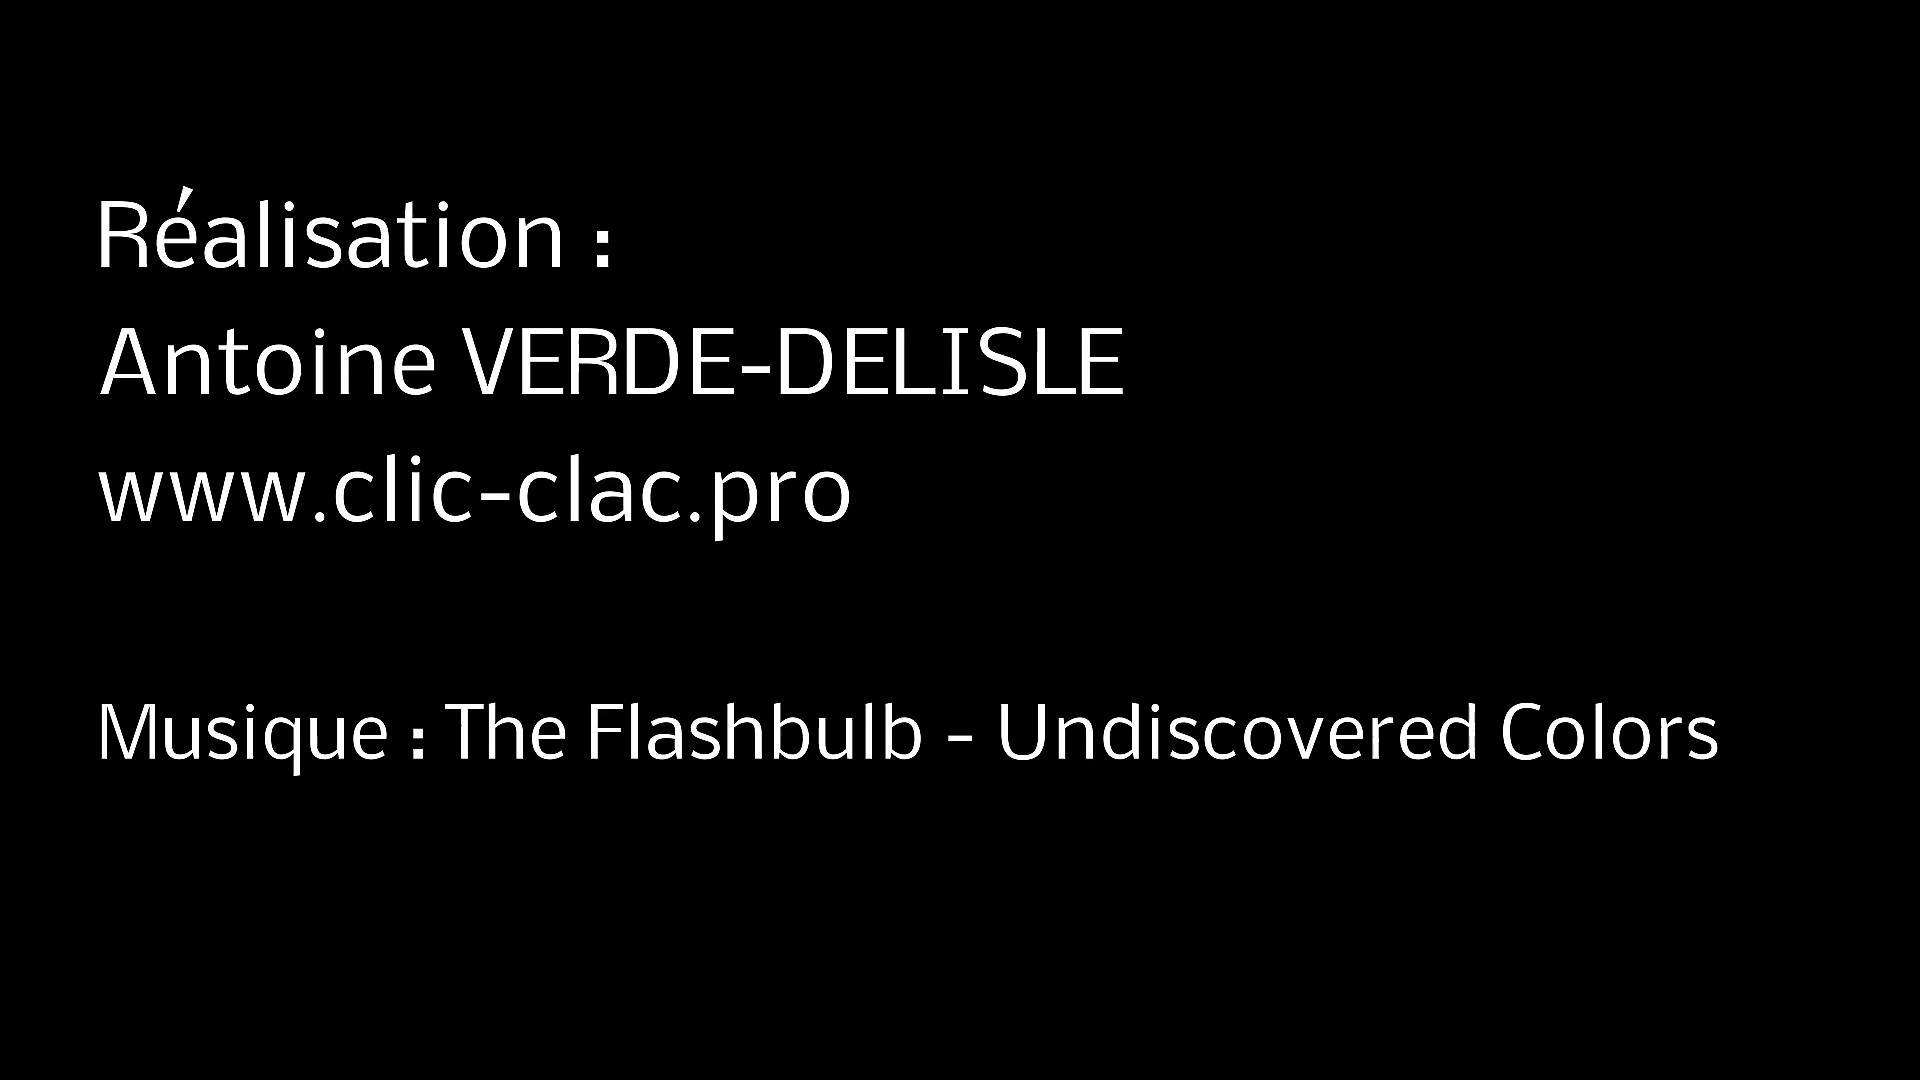 Réalisation :
Antoine VERDE-DELISLE
www.clic-clac.pro
Musique : The Flashbulb - Undiscovered Colors